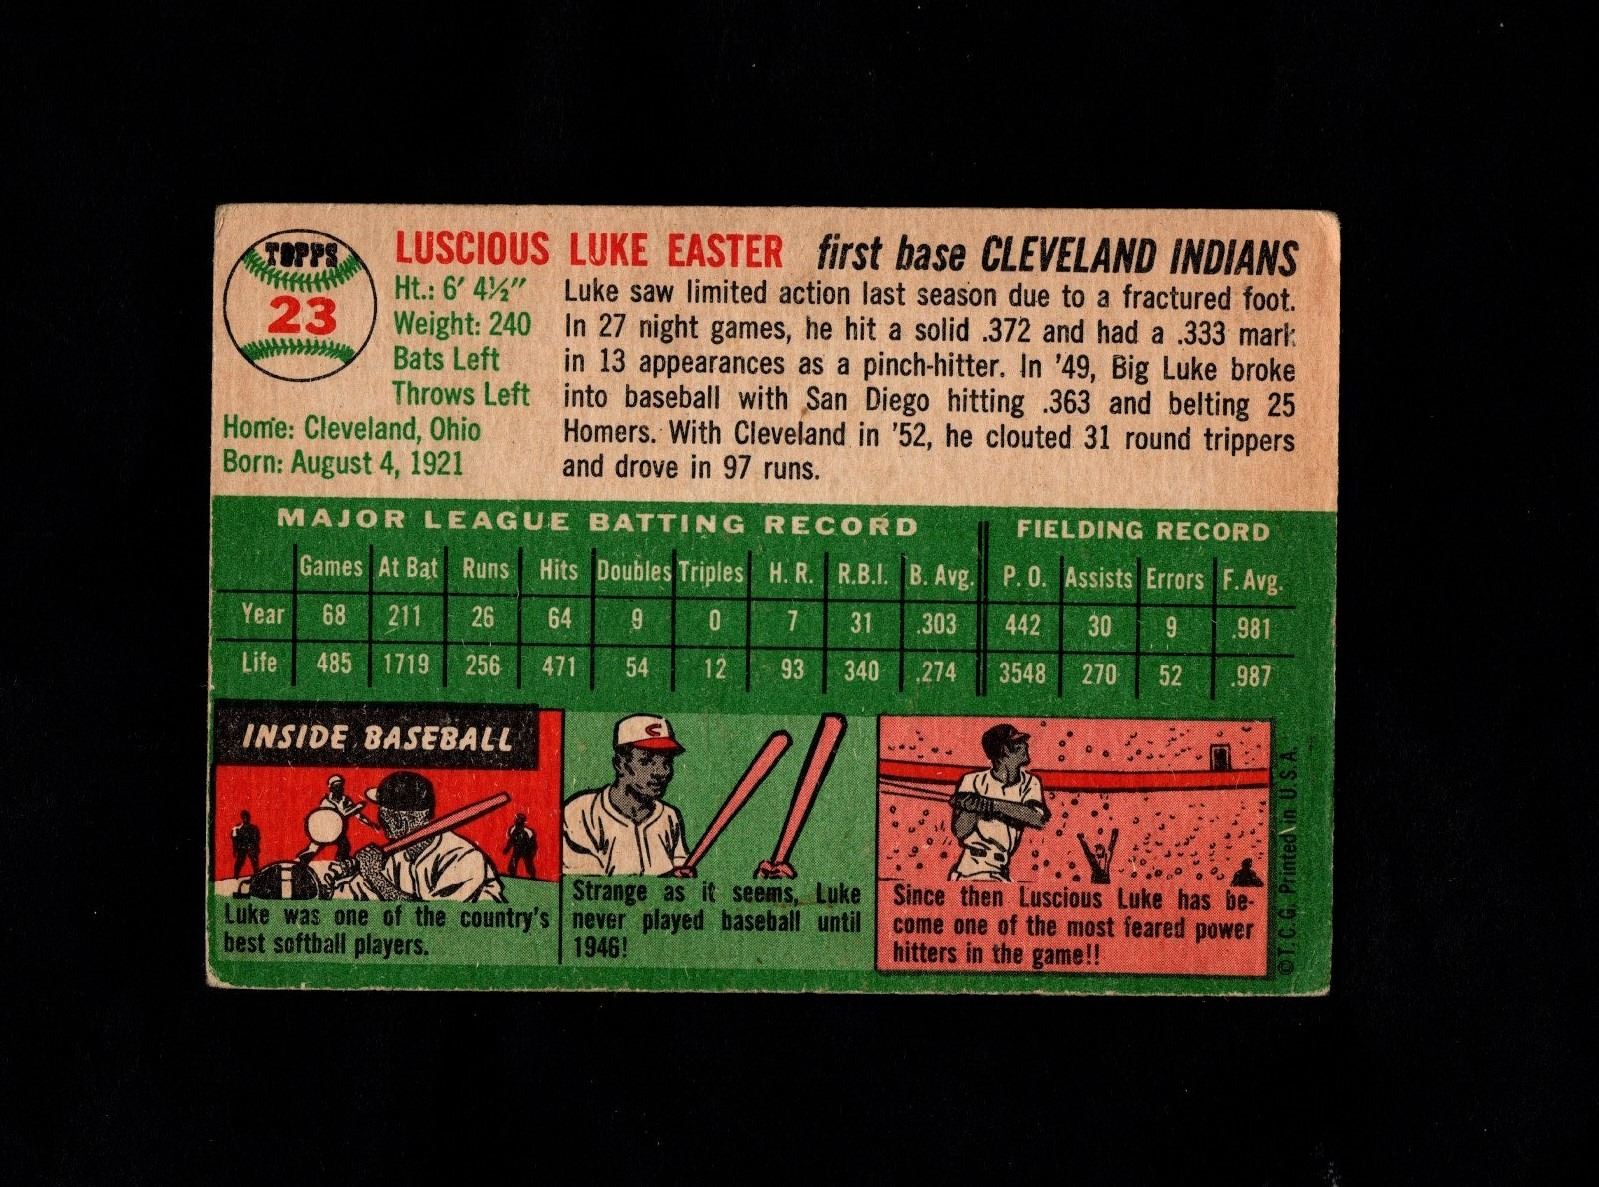 TOPPS
23
LUSCIOUS LUKE EASTER first base CLEVELAND INDIANS
Ht.: 6' 4½"
Weight: 240
Bats Left
Throws Left
Home: Cleveland, Ohio
Born: August 4, 1921
Luke saw limited action last season due to a fractured foot.
In 27 night games, he hit a solid .372 and had a .333 mark
in 13 appearances as a pinch-hitter. In '49, Big Luke broke
into baseball with San Diego hitting .363 and belting 25
Homers. With Cleveland in '52, he clouted 31 round trippers
and drove in 97 runs.
MAJOR LEAGUE BATTING RECORD FIELDING RECORD
Games At Bat Runs Hits Doubles Triples H. R. R.B.I. B. Avg. P. O. Assists Errors F. Avg.
Year 68 211 26 64 9 0 7 31 .303 442 30 9 .981
Life 485 1719 256 471 54 12 93 340 .274 3548 270 52 .987
INSIDE BASEBALL
Luke was one of the country's
best softball players.
C
Strange as it seems, Luke
never played baseball until
1946!
Since then Luscious Luke has be-
come one of the most feared power
hitters in the game!!
©T. C. G. Printed in U.S.A.